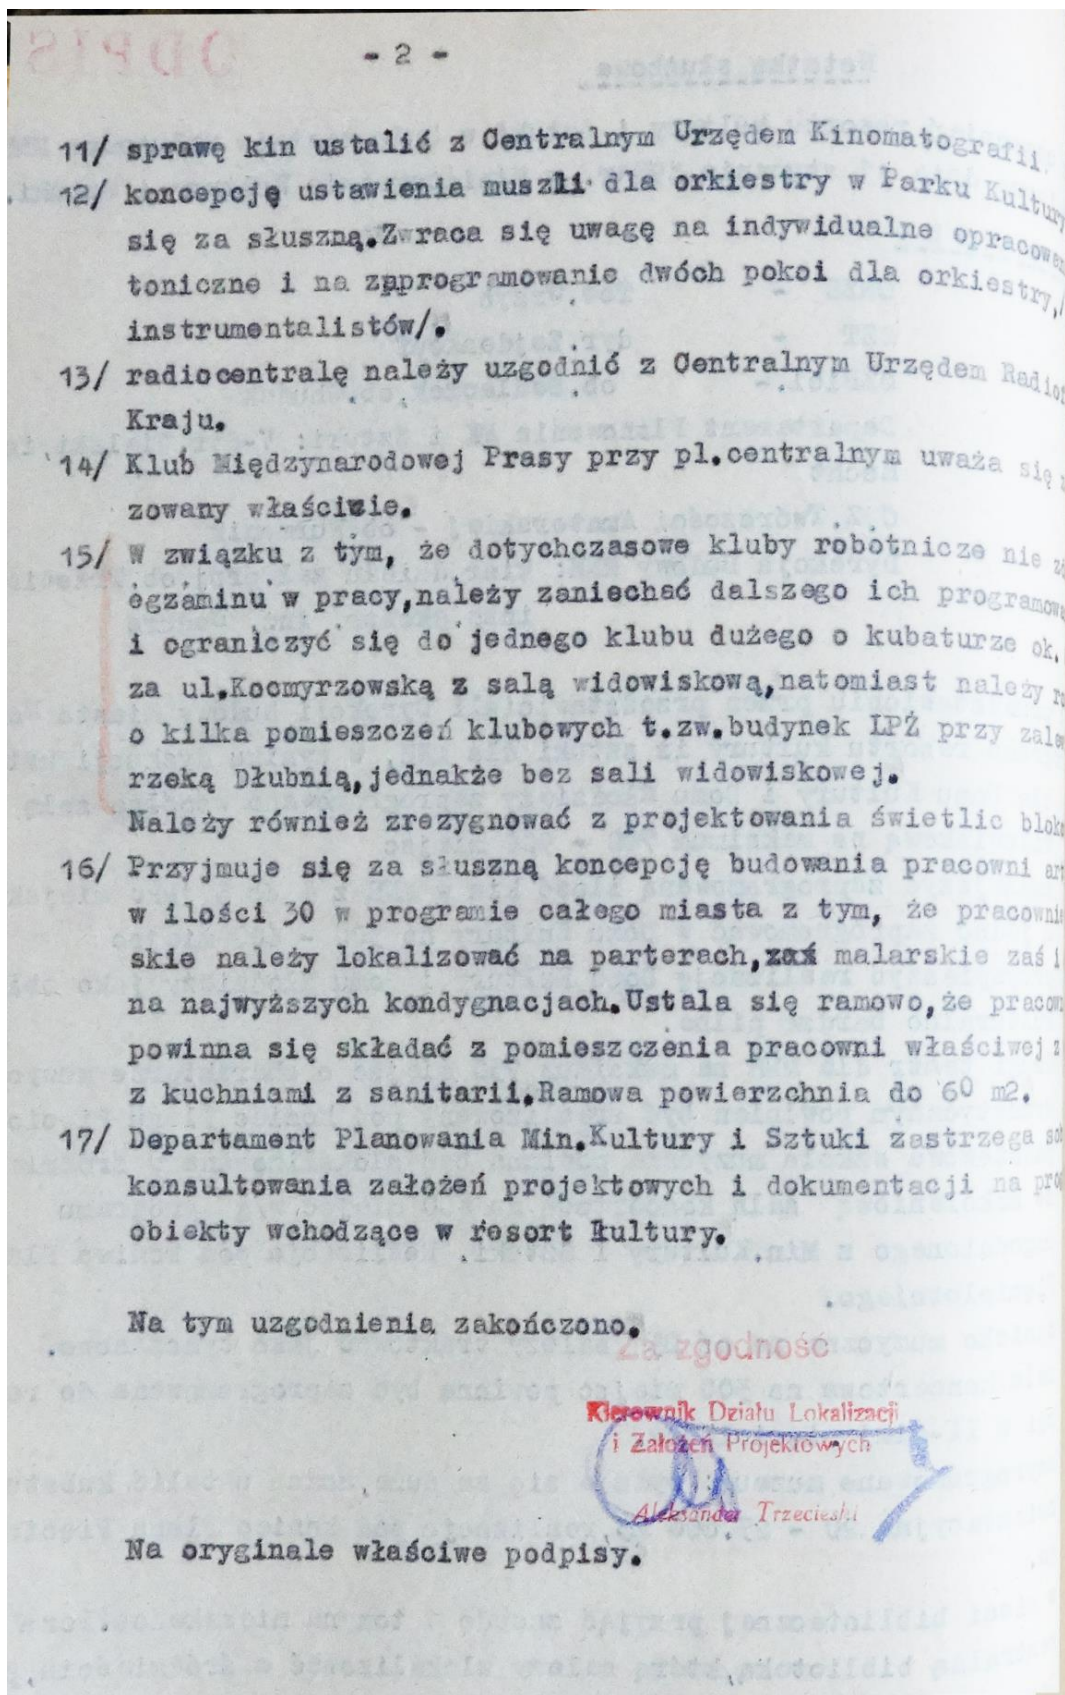 - 2 -
11/ sprawę kin ustalić z Centralnym Urzędem Kinomatografii.
12/ koncepcję ustawienia muszli dla orkiestry w Parku Kultury
się za słuszną.Zwraca się uwagę na indywidualne opracowan
toniczne i na zaprogramowanie dwóch pokoi dla orkiestry,/
instrumentalistów/.
13/ radiocentralę należy uzgodnić z Centralnym Urzędem Radiof
Kraju.
14/ Klub Międzynarodowej Prasy przy pl.centralnym uważa się z
zowany właściwie.
15/ W związku z tym, że dotychczasowe kluby robotnicze nie zd
egzaminu w pracy,należy zaniechać dalszego ich programowa
i ograniczyć się do jednego klubu dużego o kubaturze ok.
za ul.Kocmyrzowską z salą widowiskową,natomiast należy
o kilka pomieszczeń klubowych t.zw.budynek LPŻ przy zalew
rzeką Dłubnią,jednakże bez sali widowiskowej.
Należy również zrezygnować z projektowania świetlic bloko
16/ Przyjmuje się za słuszną koncepcję budowania pracowni ar
w ilości 30 w programie całego miasta z tym, że pracownie
skie należy lokalizować na parterach, malarskie zaś i
na najwyższych kondygnacjach.Ustala się ramowo,że pracow
powinna się składać z pomieszczenia pracowni właściwej z
z kuchniami z sanitarii.Ramowa powierzchnia do 60 m2.
17/ Departament Planowania Min.Kultury i Sztuki zastrzega sob
konsultowania założeń projektowych i dokumentacji na pro
obiekty wchodzące w resort kultury.
Na tym uzgodnienia zakończono.
Za zgodność
Kierownik Działu Lokalizacji
i Założeń Projektowych
Aleksander Trzecieski
Na oryginale właściwe podpisy.